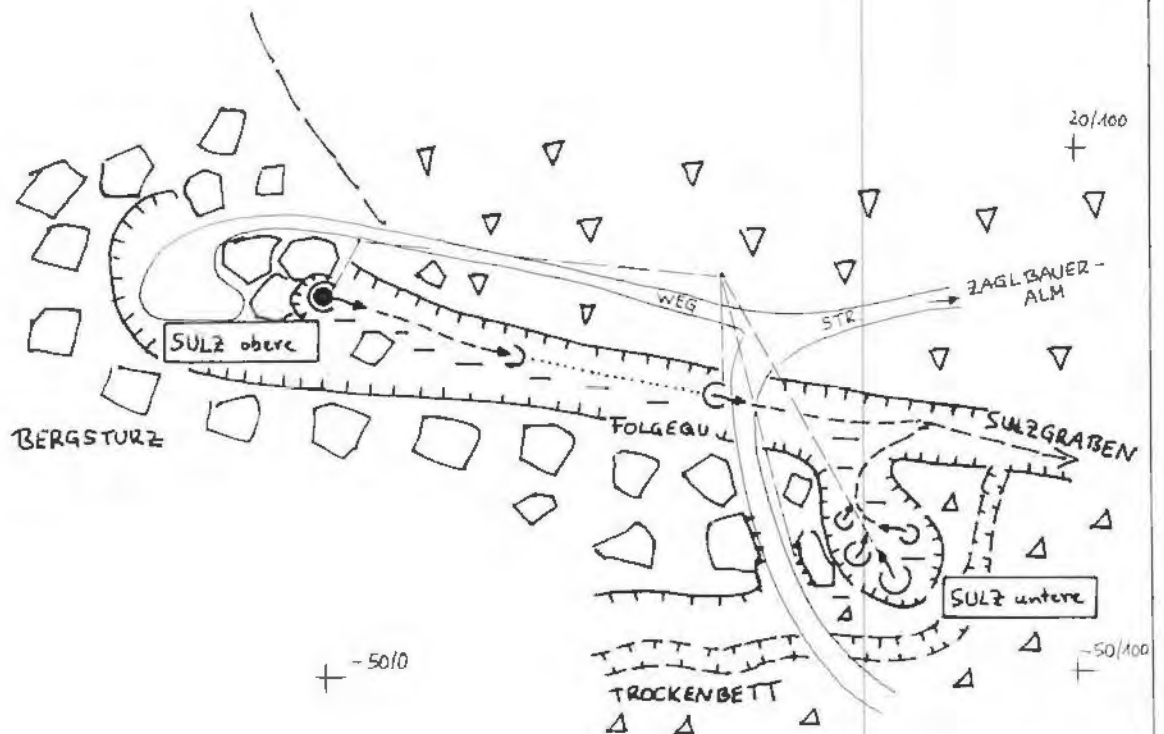 20/100
ZAGLBAUER-
ALM
WEG
STR
SULZ obere
BERGSTURZ
FOLGEQU
SULZGRABEN
SULZ untere
-50/0
-50/100
TROCKENBETT